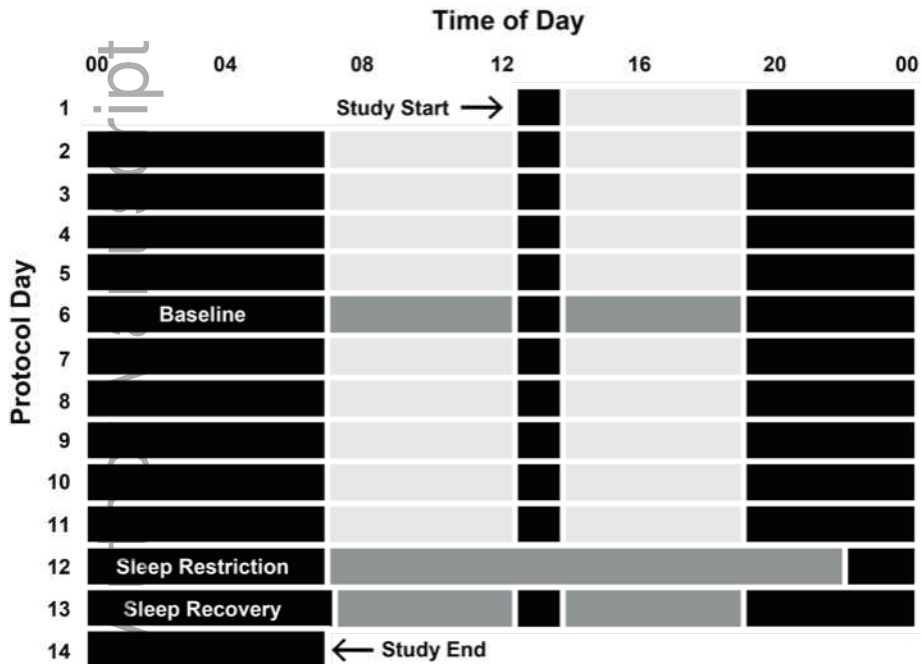 Time of Day
00 04 08 12 16 20 00
1 Study Start →
2
3
4
5
6 Baseline
7
8
9
10
11
12 Sleep Restriction
13 Sleep Recovery
14 ← Study End
Protocol Day